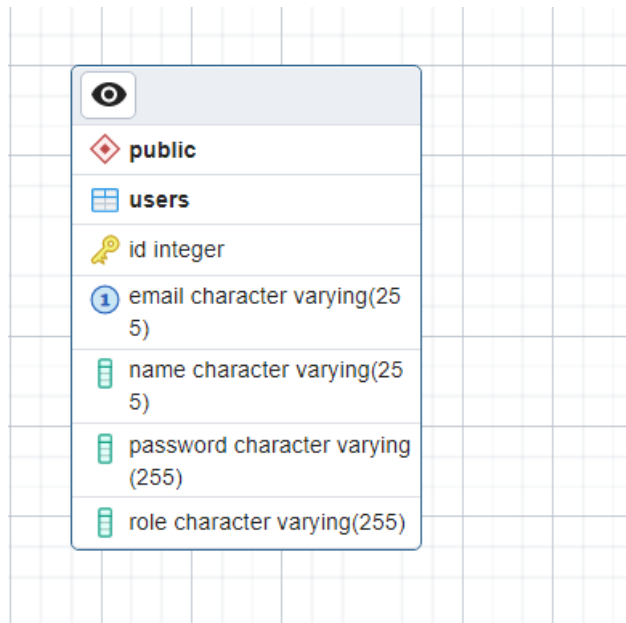 public
users
id integer
1
email character varying(25
5)
name character varying(25
5)
password character varying
(255)
role character varying(255)